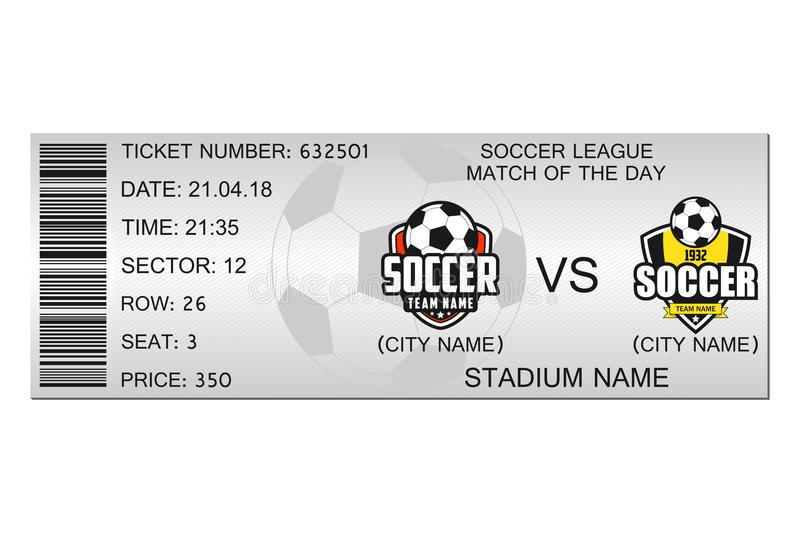 TICKET NUMBER: 632501
DATE: 21.04.18
TIME: 21:35
SECTOR: 12
ROW: 26
SEAT: 3
PRICE: 350
SOCCER LEAGUE
MATCH OF THE DAY
SOCCER
TEAM NAME
(CITY NAME)
VS
1932
SOCCER
TEAM NAME
(CITY NAME)
STADIUM NAME
dreamstime